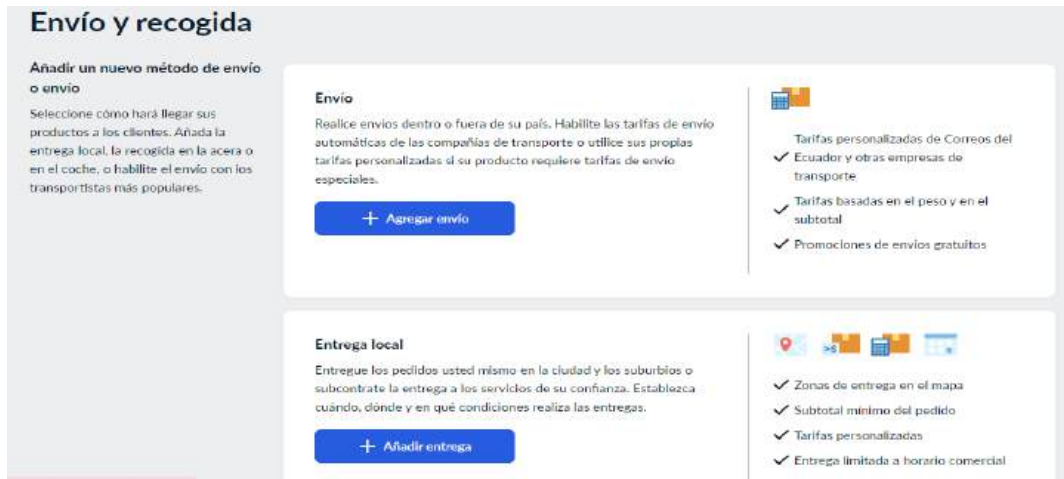 Envío y recogida
Añadir un nuevo método de envío
o envío
Seleccione cómo hará llegar sus
productos a los clientes. Añada la
entrega local, la recogida en la acera o
en el coche, o habilite el envío con los
transportistas más populares.
Envío
Realice envíos dentro o fuera de su país. Habilite las tarifas de envío
automáticas de las compañías de transporte o utilice sus propias
tarifas personalizadas si su producto requiere tarifas de envío
especiales.
+ Agregar envío
Tarifas personalizadas de Correos del
Ecuador y otras empresas de
transporte
Tarifas basadas en el peso y en el
subtotal
Promociones de envíos gratuitos
Entrega local
Entregue los pedidos usted mismo en la ciudad y los suburbios o
subcontrate la entrega a los servicios de su confianza. Establezca
cuándo, dónde y en qué condiciones realiza las entregas.
+ Añadir entrega
>$
Zonas de entrega en el mapa
Subtotal mínimo del pedido
Tarifas personalizadas
Entrega limitada a horario comercial